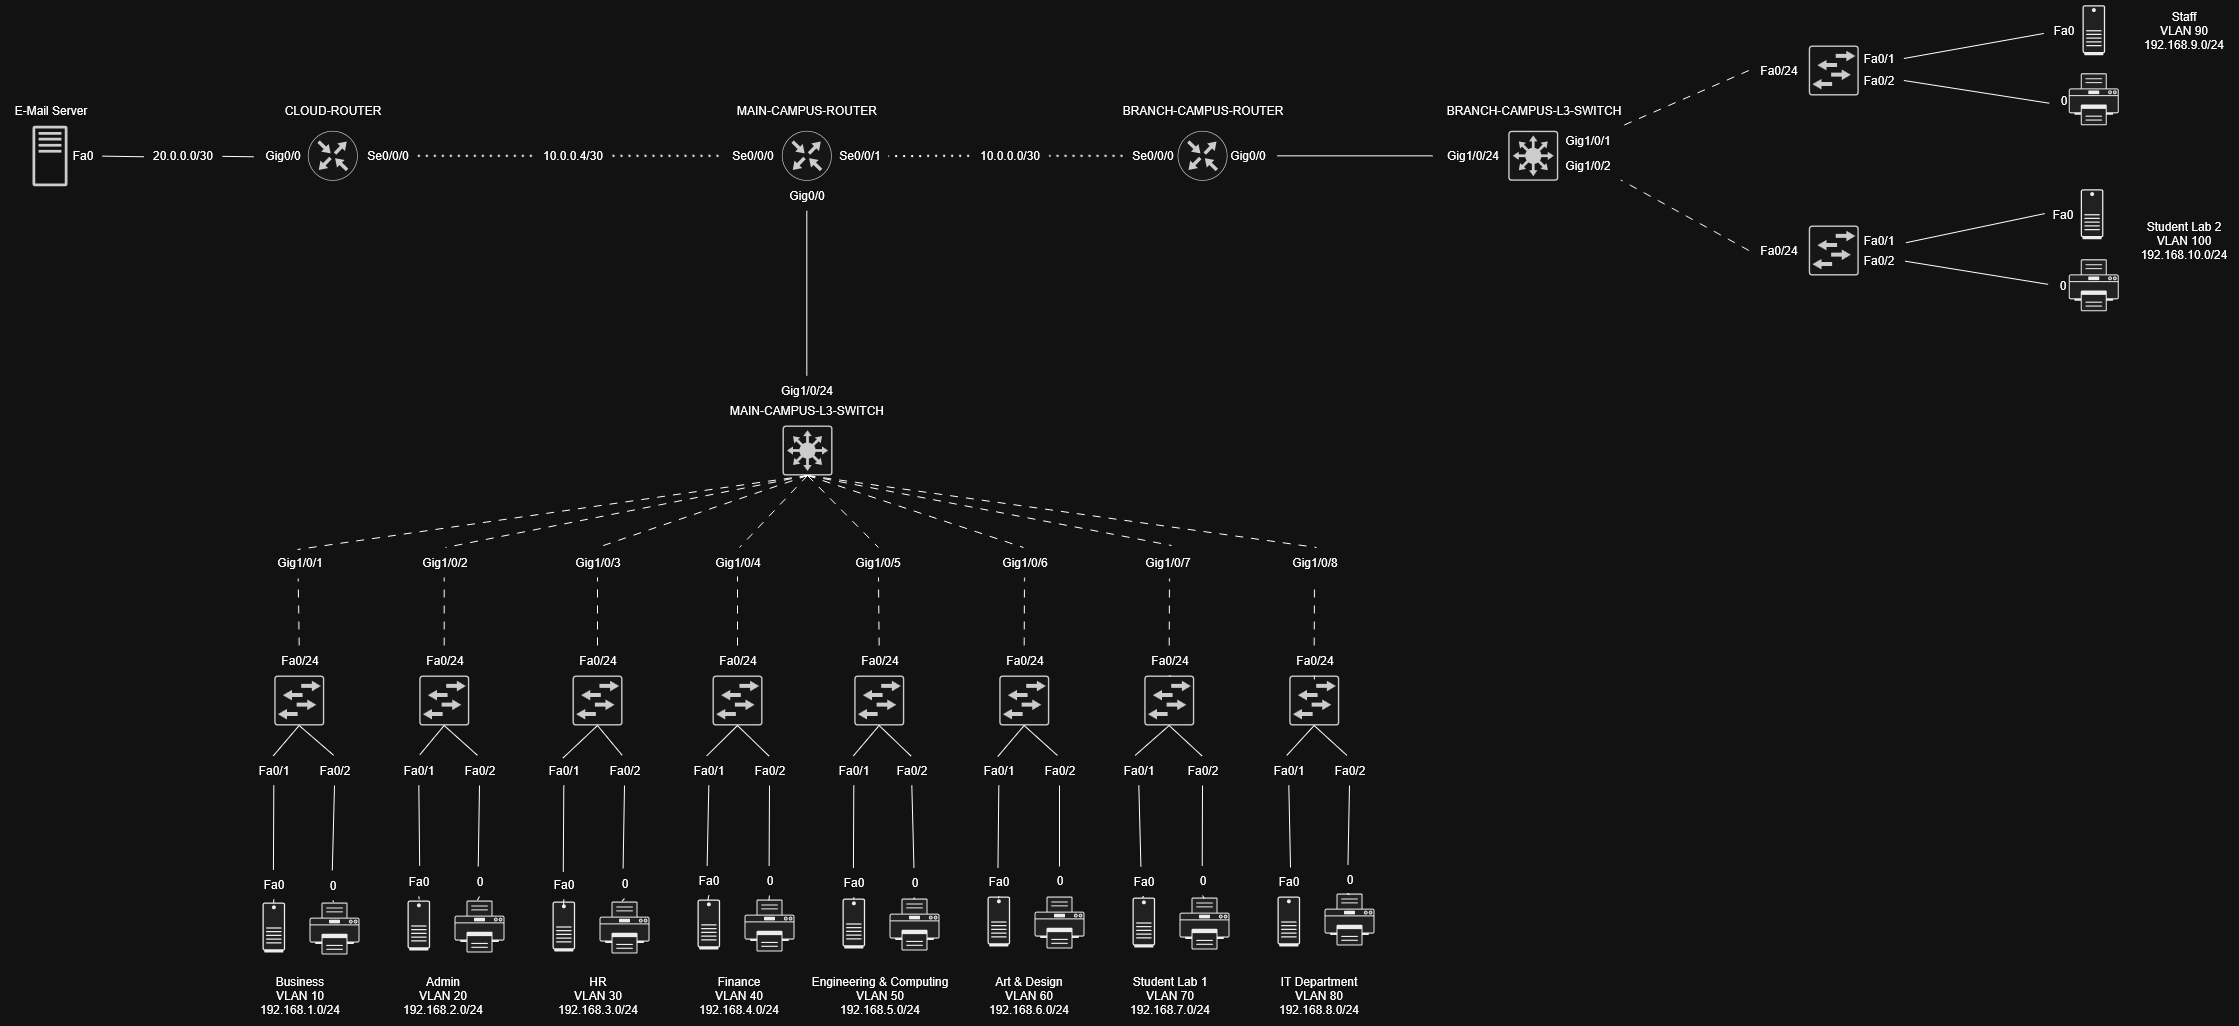 Staff
VLAN 90
192.168.9.0/24
Fa0
Fa0/1
Fa0/24
Fa0/2
0
E-Mail Server
CLOUD-ROUTER
MAIN-CAMPUS-ROUTER
BRANCH-CAMPUS-ROUTER
BRANCH-CAMPUS-L3-SWITCH
Fa0
20.0.0.0/30
Gig0/0
Se0/0/0
10.0.0.4/30
Se0/0/0
Se0/0/1
10.0.0.0/30
Se0/0/0
Gig0/0
Gig1/0/24
Gig1/0/1
Gig1/0/2
Gig0/0
Fa0
Student Lab 2
VLAN 100
192.168.10.0/24
Fa0/24
Fa0/1
Fa0/2
0
Gig1/0/24
MAIN-CAMPUS-L3-SWITCH
Gig1/0/1
Gig1/0/2
Gig1/0/3
Gig1/0/4
Gig1/0/5
Gig1/0/6
Gig1/0/7
Gig1/0/8
Fa0/24
Fa0/24
Fa0/24
Fa0/24
Fa0/24
Fa0/24
Fa0/24
Fa0/24
Fa0/1
Fa0/2
Fa0/1
Fa0/2
Fa0/1
Fa0/2
Fa0/1
Fa0/2
Fa0/1
Fa0/2
Fa0/1
Fa0/2
Fa0/1
Fa0/2
Fa0/1
Fa0/2
Fa0
0
Fa0
0
Fa0
0
Fa0
0
Fa0
0
Fa0
0
Fa0
0
Fa0
0
Business
VLAN 10
192.168.1.0/24
Admin
VLAN 20
192.168.2.0/24
HR
VLAN 30
192.168.3.0/24
Finance
VLAN 40
192.168.4.0/24
Engineering & Computing
VLAN 50
192.168.5.0/24
Art & Design
VLAN 60
192.168.6.0/24
Student Lab 1
VLAN 70
192.168.7.0/24
IT Department
VLAN 80
192.168.8.0/24